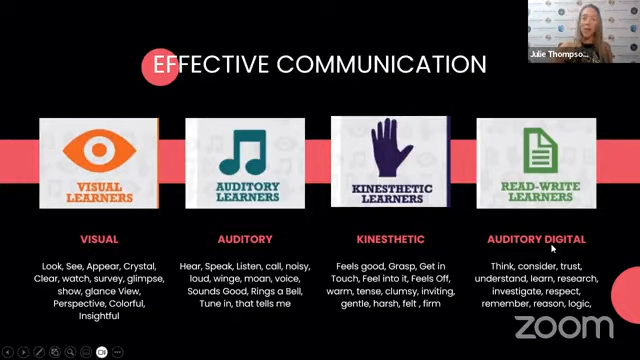 Julie Thompso...
EFFECTIVE COMMUNICATION
VISUAL
LEARNERS
AUDITORY
LEARNERS
KINESTHETIC
LEARNERS
READ-WRITE
LEARNERS
VISUAL
Look, See, Appear, Crystal,
Clear, watch, survey, glimpse,
show, glance View,
Perspective, Colorful,
Insightful
AUDITORY
Hear, Speak, Listen, call, noisy,
loud, winge, moan, voice,
Sounds Good, Rings a Bell,
Tune in, that tells me
KINESTHETIC
Feels good, Grasp, Get in
Touch, Feel into it, Feels Off,
warm, tense, clumsy, inviting,
gentle, harsh, felt , firm
AUDITORY DIGITAL
Think, consider, trust,
understand, learn, research,
investigate, respect,
remember, reason, logic,
zoom